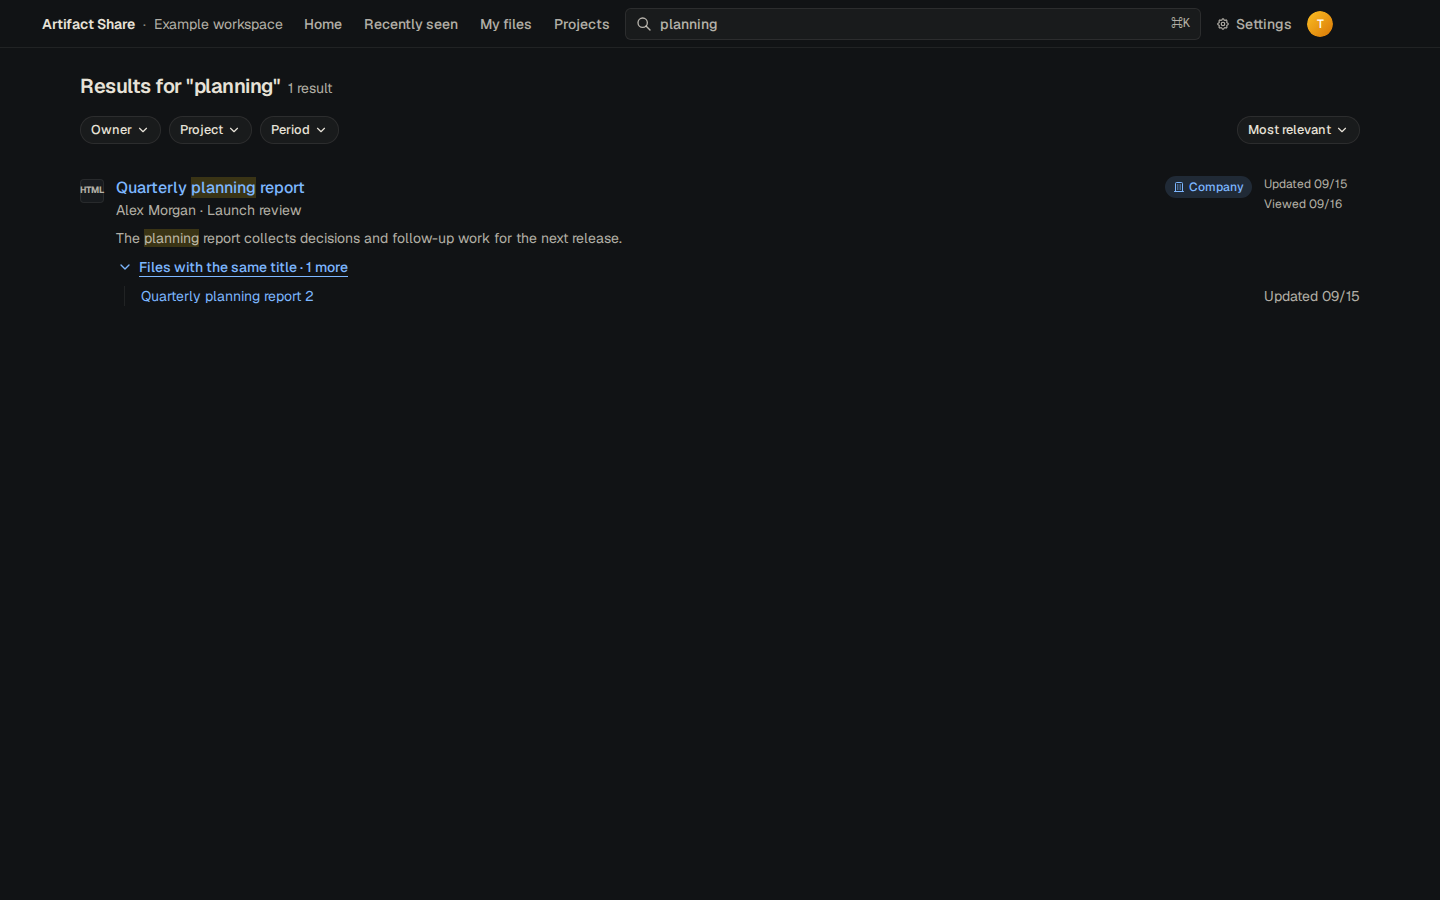 Artifact Share · Example workspace Home Recently seen My files Projects planning ⌘K Settings T
Results for "planning" 1 result
Owner Project Period Most relevant
HTML Quarterly planning report Company Updated 09/15
Alex Morgan · Launch review Viewed 09/16
The planning report collects decisions and follow-up work for the next release.
Files with the same title · 1 more
Quarterly planning report 2 Updated 09/15